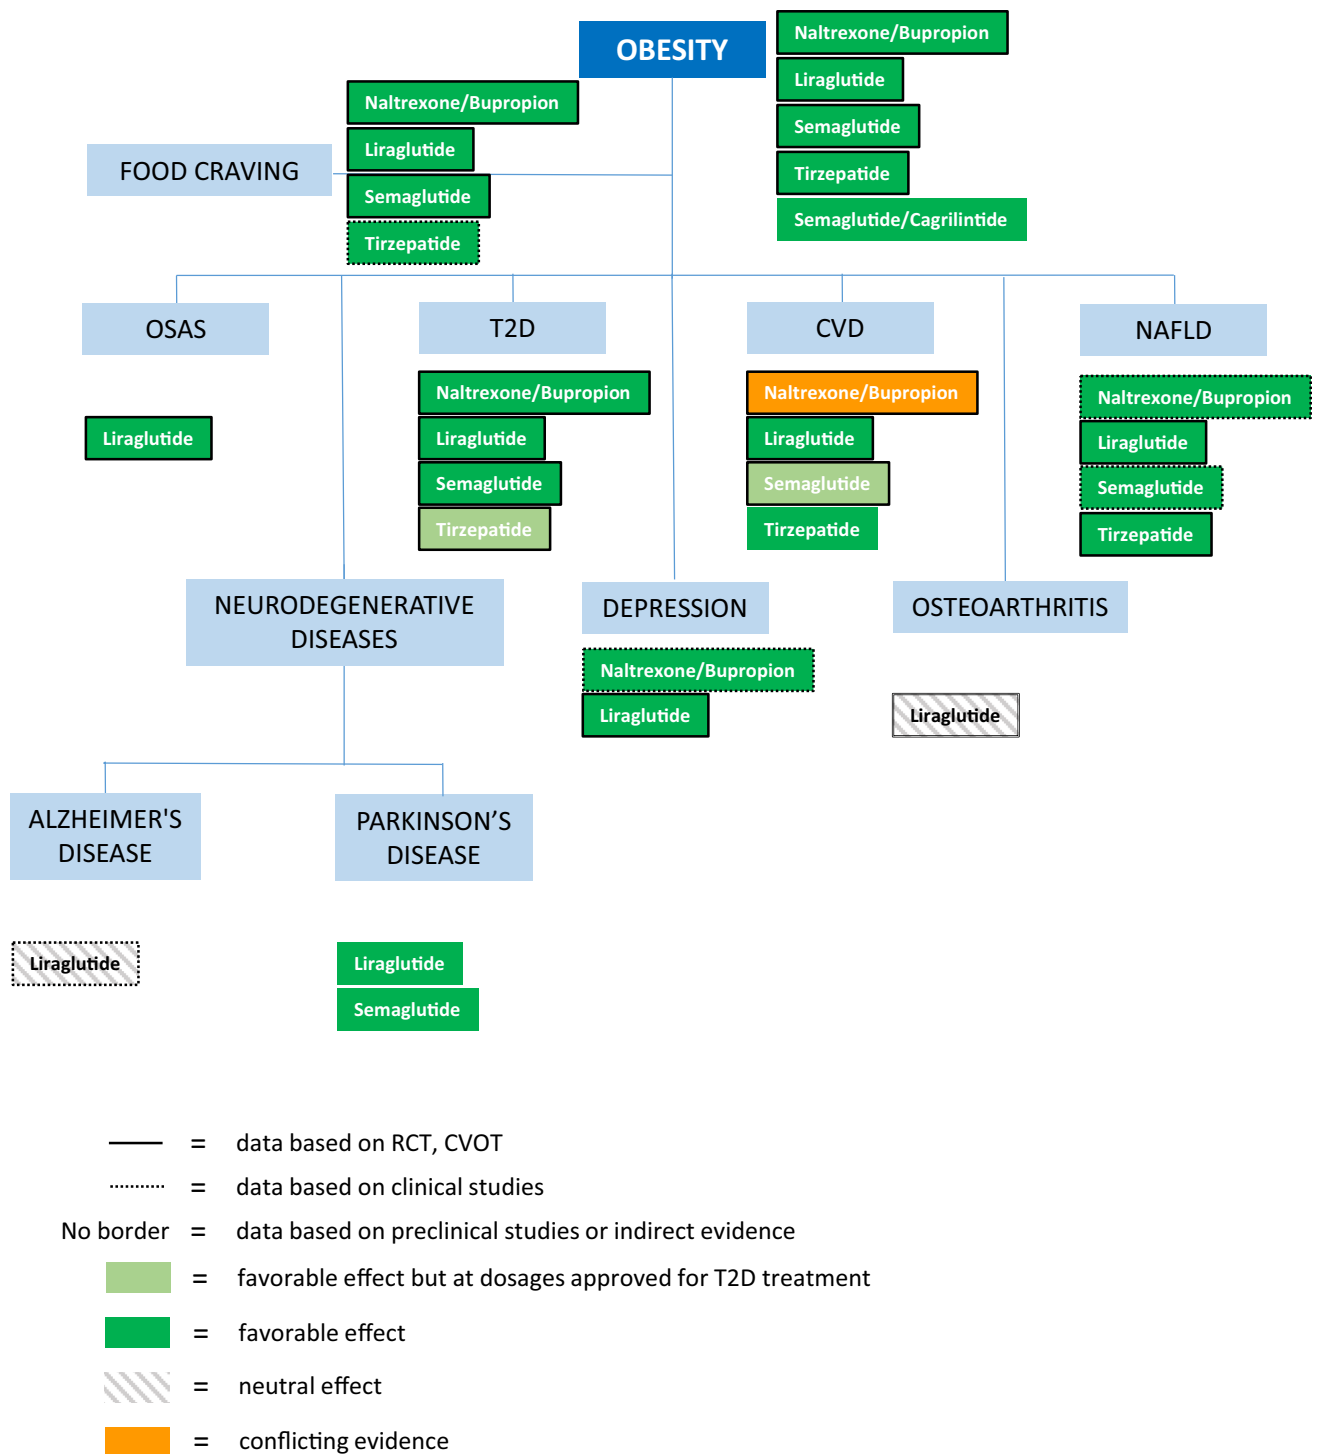 OBESITY
Naltrexone/Bupropion
Liraglutide
Semaglutide
Tirzepatide
Semaglutide/Cagrilintide
FOOD CRAVING
Naltrexone/Bupropion
Liraglutide
Semaglutide
Tirzepatide
OSAS
Liraglutide
T2D
Naltrexone/Bupropion
Liraglutide
Semaglutide
Tirzepatide
CVD
Naltrexone/Bupropion
Liraglutide
Semaglutide
Tirzepatide
NAFLD
Naltrexone/Bupropion
Liraglutide
Semaglutide
Tirzepatide
NEURODEGENERATIVE
DISEASES
DEPRESSION
Naltrexone/Bupropion
Liraglutide
OSTEOARTHRITIS
Liraglutide
ALZHEIMER'S
DISEASE
Liraglutide
PARKINSON’S
DISEASE
Liraglutide
Semaglutide
= data based on RCT, CVOT
= data based on clinical studies
No border = data based on preclinical studies or indirect evidence
= favorable effect but at dosages approved for T2D treatment
= favorable effect
= neutral effect
= conflicting evidence